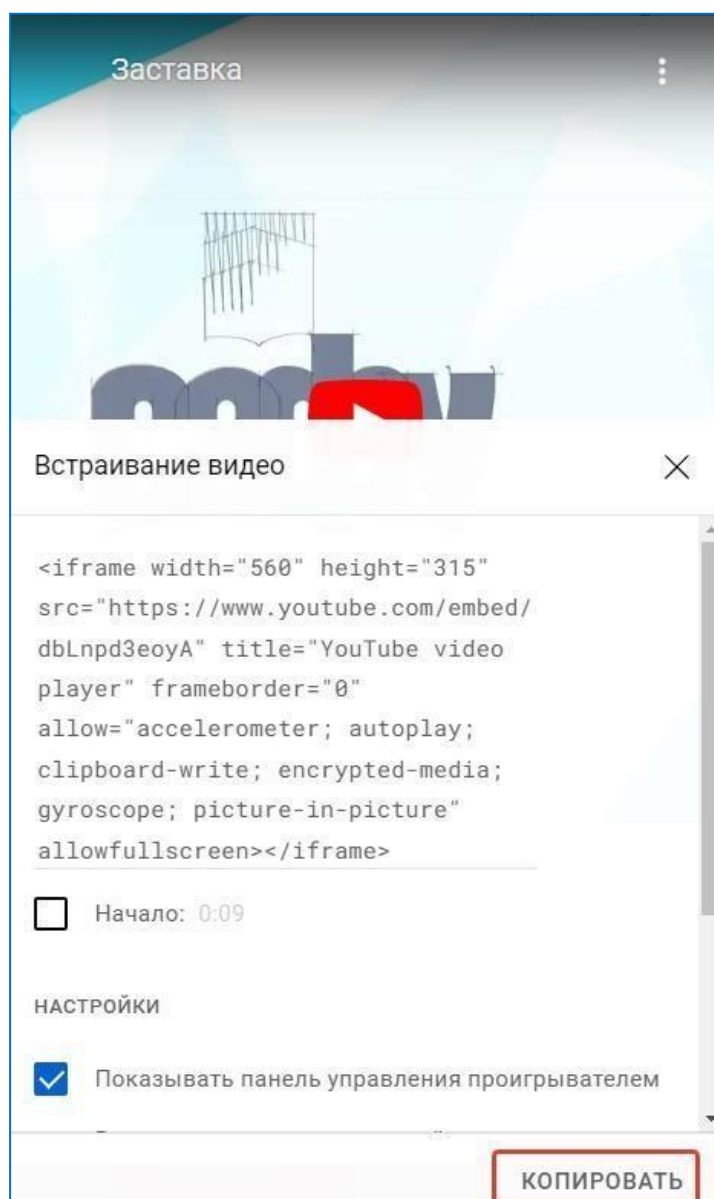 Заставка
Встраивание видео
<iframe width="560" height="315"
src="https://www.youtube.com/embed/
dbLnpd3eoyA" title="YouTube video
player" frameborder="0"
allow="accelerometer; autoplay;
clipboard-write; encrypted-media;
gyroscope; picture-in-picture"
allowfullscreen></iframe>
Начало: 0:09
НАСТРОЙКИ
Показывать панель управления проигрывателем
КОПИРОВАТЬ